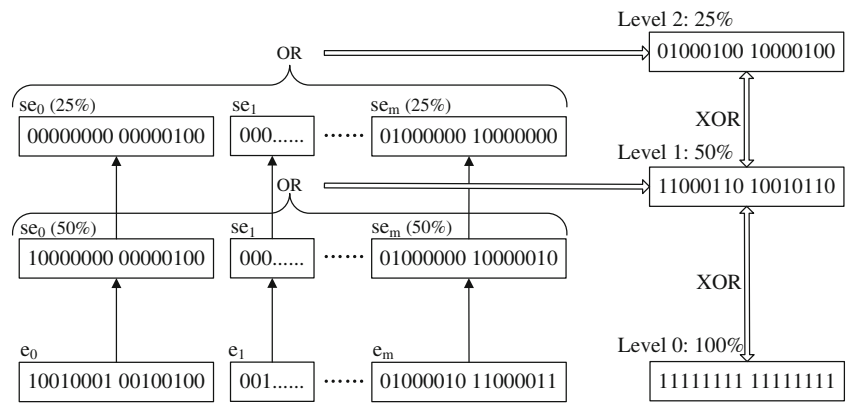 Level 2: 25%
OR
01000100 10000100
se0 (25%) se1 sem (25%)
XOR
00000000 00000100 000...... ...... 01000000 10000000
Level 1: 50%
OR
11000110 10010110
se0 (50%) se1 sem (50%)
10000000 00000100 000...... ...... 01000000 10000010
XOR
Level 0: 100%
e0 e1 em
10010001 00100100 001...... ...... 01000010 11000011 11111111 11111111